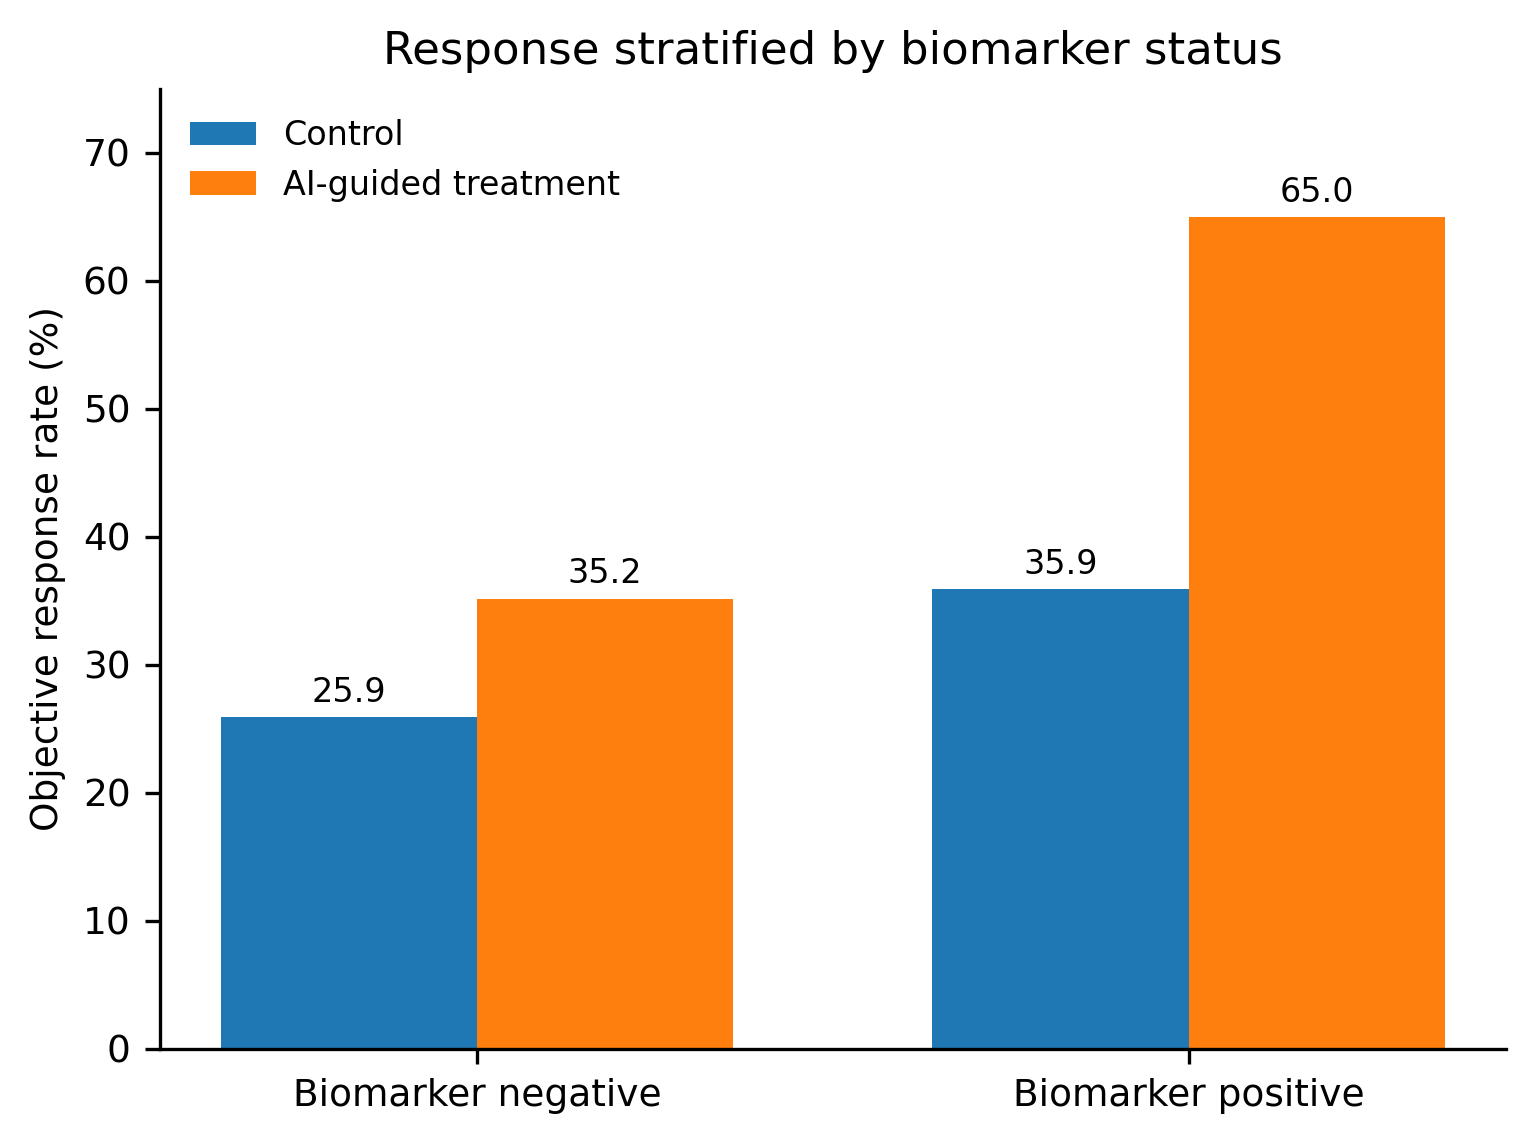 Response stratified by biomarker status
Control
AI-guided treatment
Objective response rate (%)
70
60
50
40
30
20
10
0
25.9
35.2
35.9
65.0
Biomarker negative
Biomarker positive